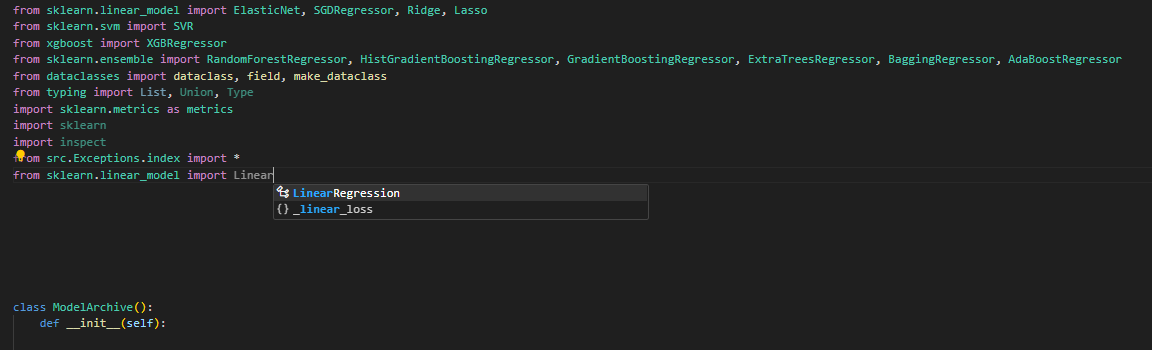 from sklearn.linear_model import ElasticNet, SGDRegressor, Ridge, Lasso
from sklearn.svm import SVR
from xgboost import XGBRegressor
from sklearn.ensemble import RandomForestRegressor, HistGradientBoostingRegressor, GradientBoostingRegressor, ExtraTreesRegressor, BaggingRegressor, AdaBoostRegressor
from dataclasses import dataclass, field, make_dataclass
from typing import List, Union, Type
import sklearn.metrics as metrics
import sklearn
import inspect
from src.Exceptions.index import *
from sklearn.linear_model import Linear
LinearRegression
{} _linear_loss
class ModelArchive():
    def __init__(self):